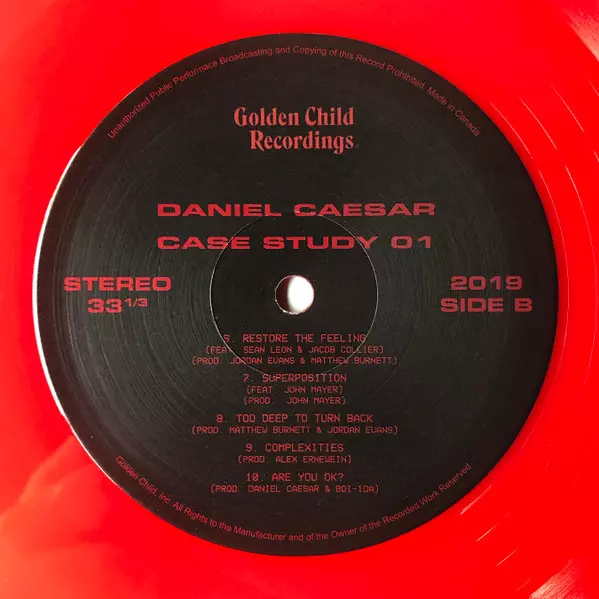 Unauthorized Public Performace Broadcasting and Copying of this Record Prohibited. Made in Canada
Golden Child
Recordings
DANIEL CAESAR
CASE STUDY 01
STEREO
33 1/3
2019
SIDE B
6. RESTORE THE FEELING
(FEAT. SEAN LEON & JACOB COLLIER)
(PROD. JORDAN EVANS & MATTHEW BURNETT)
7. SUPERPOSITION
(FEAT. JOHN MAYER)
(PROD. JOHN MAYER)
8. TOO DEEP TO TURN BACK
(PROD. MATTHEW BURNETT & JORDAN EVANS)
9. COMPLEXITIES
(PROD. ALEX ERNEWEIN)
10. ARE YOU OK?
(PROD. DANIEL CAESAR & BOI-1DA)
Golden Child, Inc. All Rights to the Manufacturer and of the Owner of the Recorded Work Reserved